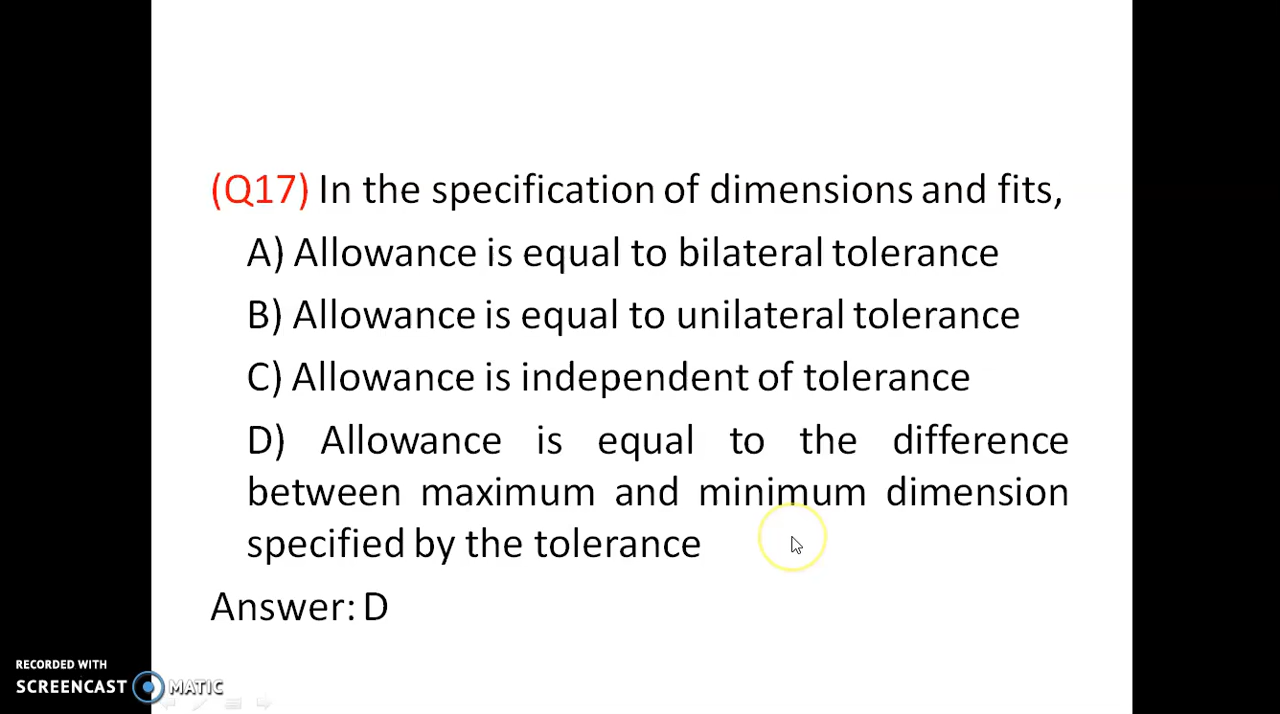 (Q17) In the specification of dimensions and fits,
A) Allowance is equal to bilateral tolerance
B) Allowance is equal to unilateral tolerance
C) Allowance is independent of tolerance
D) Allowance is equal to the difference
between maximum and minimum dimension
specified by the tolerance
Answer: D
RECORDED WITH
SCREENCAST MATIC